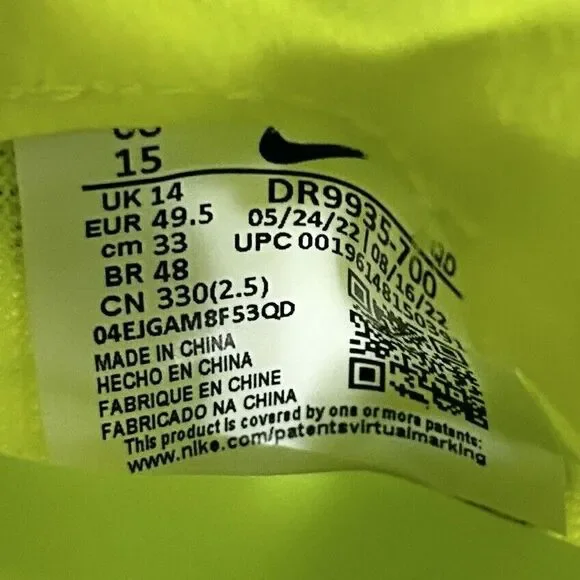 15
UK 14
EUR 49.5
cm 33
BR 48
CN 330(2.5)
04EJGAM8F53QD
DR9935-700 QD
05/24/22 | 08/16/22
MADE IN CHINA
HECHO EN CHINA
FABRIQUE EN CHINE
FABRICADO NA CHINA
This product is covered by one or more patents:
www.nike.com/patentsvirtualmarking
UPC